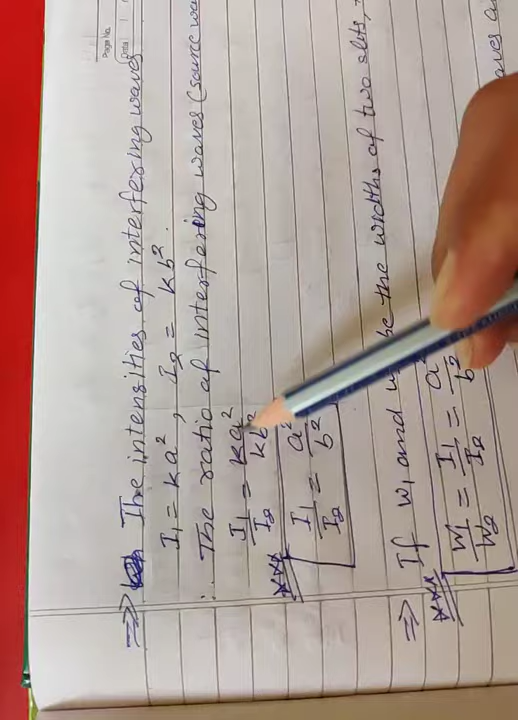 Page No.
Date
⇒ The intensities of interfering waves
I₁ = ka² , I₂ = kb².
∴ The ratio of interfering waves (source
I₁/I₂ = ka²/kb²
I₁/I₂ = a²/b²
⇒ If w₁ and be the widths of two slits,
W₁/W₂ = I₁/I₂ = a²/b²